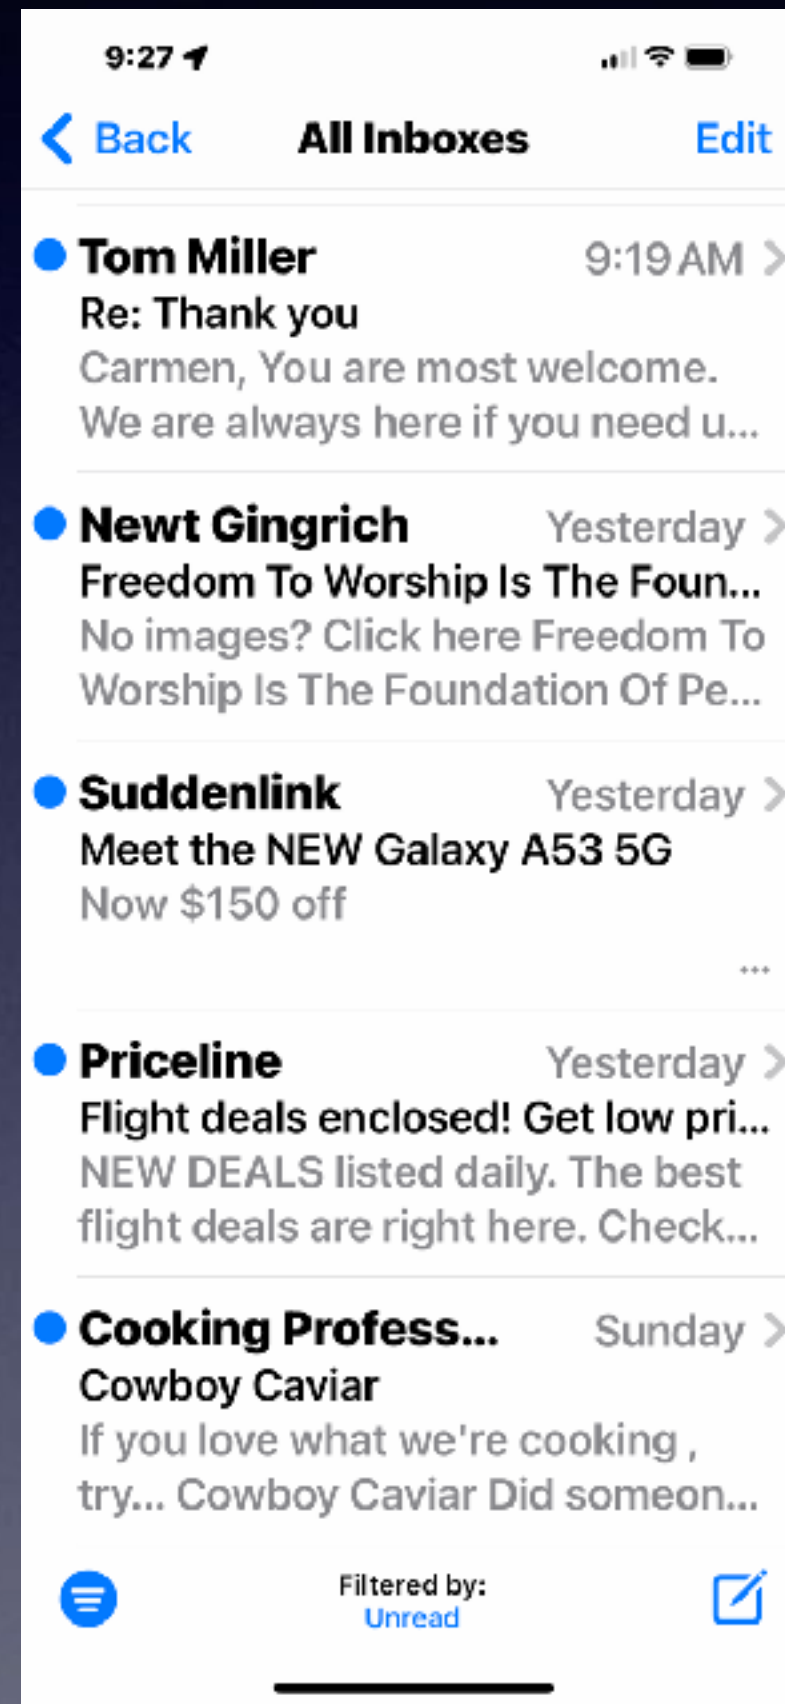 9:27
Back All Inboxes Edit
Tom Miller 9:19 AM
Re: Thank you
Carmen, You are most welcome.
We are always here if you need u...
Newt Gingrich Yesterday
Freedom To Worship Is The Foun...
No images? Click here Freedom To
Worship Is The Foundation Of Pe...
Suddenlink Yesterday
Meet the NEW Galaxy A53 5G
Now $150 off
...
Priceline Yesterday
Flight deals enclosed! Get low pri...
NEW DEALS listed daily. The best
flight deals are right here. Check...
Cooking Profess... Sunday
Cowboy Caviar
If you love what we're cooking ,
try... Cowboy Caviar Did someon...
Filtered by:
Unread